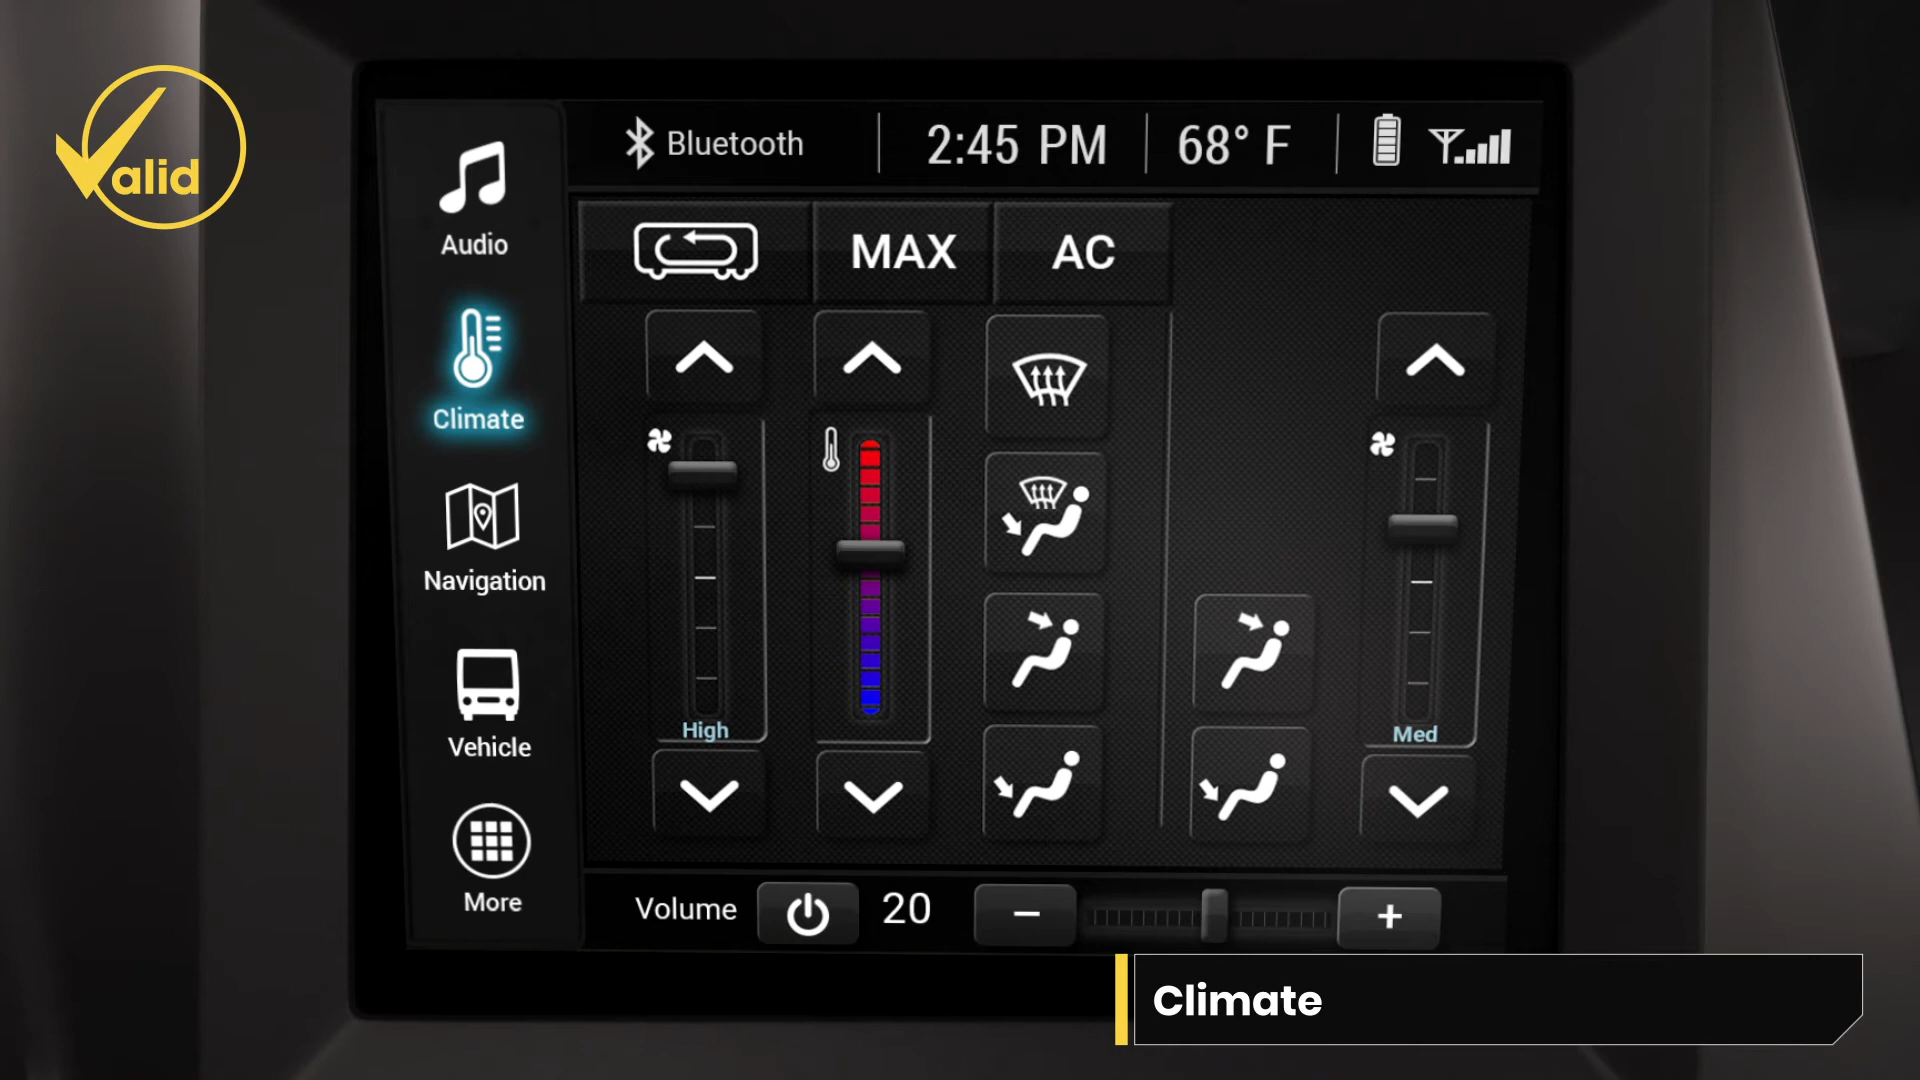 Valid
Bluetooth
2:45 PM
68° F
Audio
MAX
AC
Climate
Navigation
High
Med
Vehicle
More
Volume
20
Climate